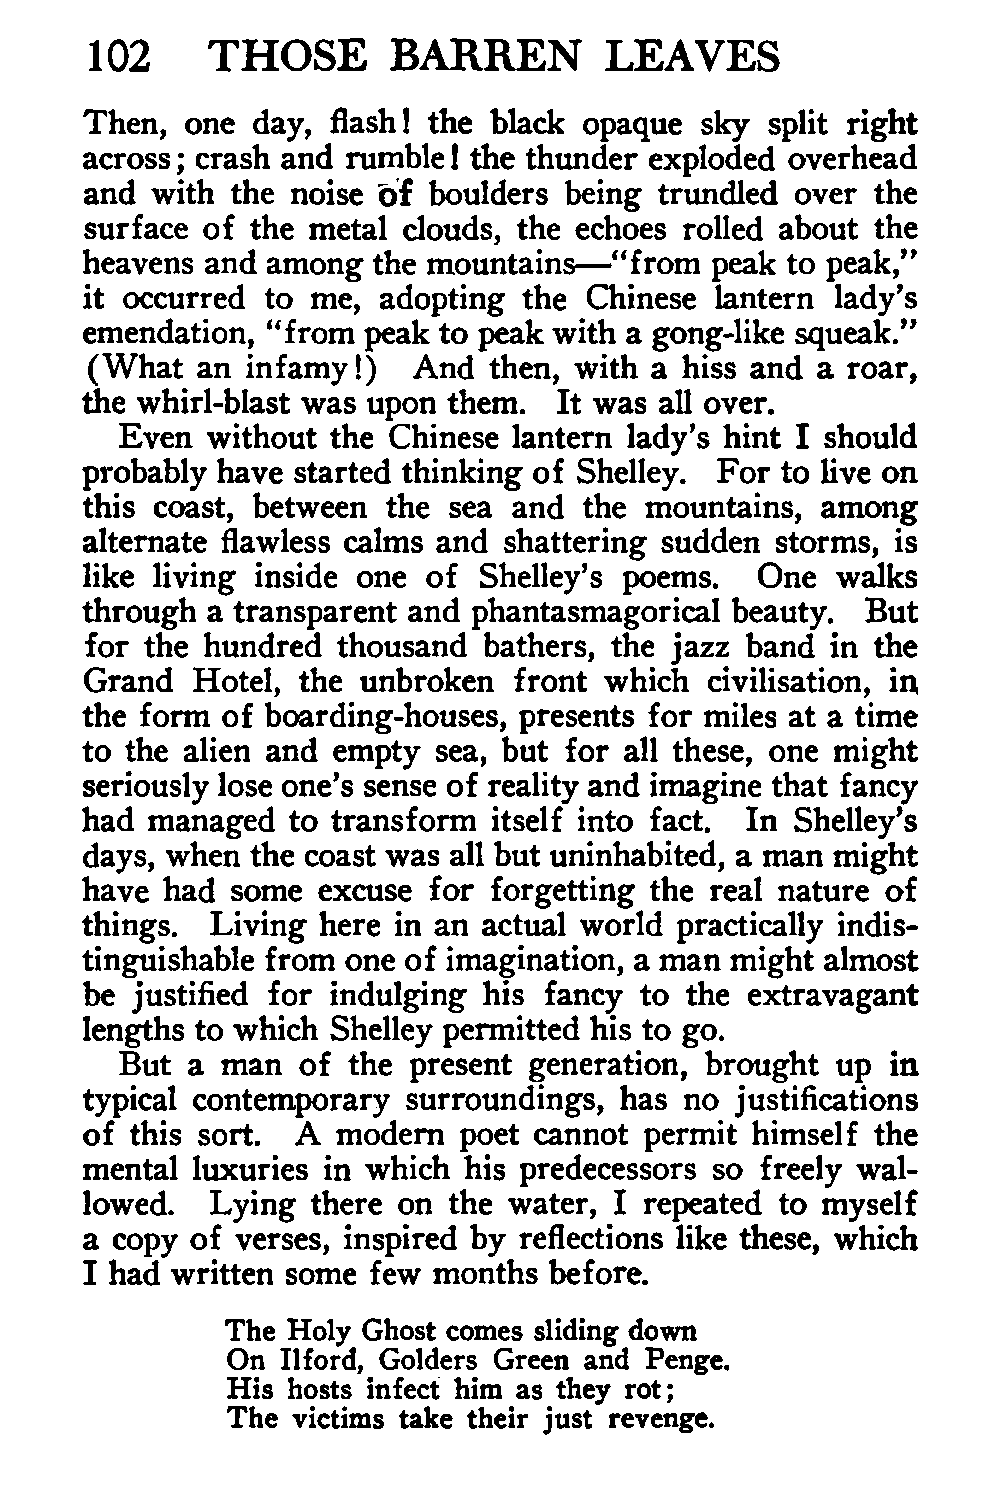 102 THOSE BARREN LEAVES
Then, one day, flash! the black opaque sky split right
across; crash and rumble! the thunder exploded overhead
and with the noise of boulders being trundled over the
surface of the metal clouds, the echoes rolled about the
heavens and among the mountains—“from peak to peak,”
it occurred to me, adopting the Chinese lantern lady’s
emendation, “from peak to peak with a gong-like squeak.”
(What an infamy!) And then, with a hiss and a roar,
the whirl-blast was upon them. It was all over.
Even without the Chinese lantern lady’s hint I should
probably have started thinking of Shelley. For to live on
this coast, between the sea and the mountains, among
alternate flawless calms and shattering sudden storms, is
like living inside one of Shelley’s poems. One walks
through a transparent and phantasmagorical beauty. But
for the hundred thousand bathers, the jazz band in the
Grand Hotel, the unbroken front which civilisation, in
the form of boarding-houses, presents for miles at a time
to the alien and empty sea, but for all these, one might
seriously lose one’s sense of reality and imagine that fancy
had managed to transform itself into fact. In Shelley’s
days, when the coast was all but uninhabited, a man might
have had some excuse for forgetting the real nature of
things. Living here in an actual world practically indis-
tinguishable from one of imagination, a man might almost
be justified for indulging his fancy to the extravagant
lengths to which Shelley permitted his to go.
But a man of the present generation, brought up in
typical contemporary surroundings, has no justifications
of this sort. A modern poet cannot permit himself the
mental luxuries in which his predecessors so freely wal-
lowed. Lying there on the water, I repeated to myself
a copy of verses, inspired by reflections like these, which
I had written some few months before.
The Holy Ghost comes sliding down
On Ilford, Golders Green and Penge.
His hosts infect him as they rot;
The victims take their just revenge.